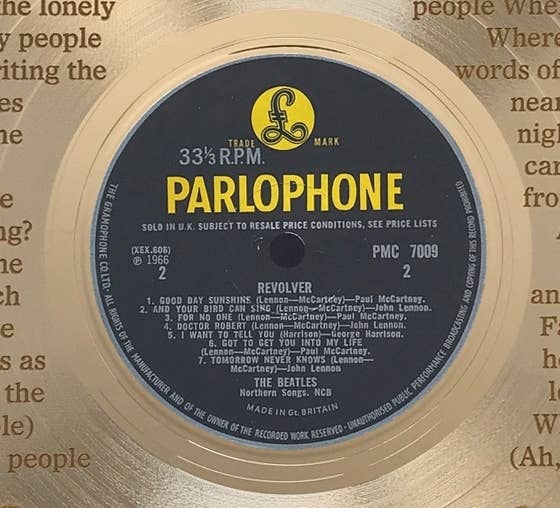 the lonely
y people
riting the
es
he
e
ng?
he
ch
e
s as
the
le)
people
people Whe
Where
words of
nea
nig
car
fro
an
Fa
he
l
W
(Ah,
£
TRADE MARK
33⅓ R.P.M.
PARLOPHONE
SOLD IN U.K. SUBJECT TO RESALE PRICE CONDITIONS, SEE PRICE LISTS
(XEX.606)
℗ 1966
2
PMC 7009
2
REVOLVER
1. GOOD DAY SUNSHINE (Lennon—McCartney)—Paul McCartney.
2. AND YOUR BIRD CAN SING (Lennon—McCartney)—John Lennon.
3. FOR NO ONE (Lennon—McCartney)—Paul McCartney.
4. DOCTOR ROBERT (Lennon—McCartney)—John Lennon.
5. I WANT TO TELL YOU (Harrison)—George Harrison.
6. GOT TO GET YOU INTO MY LIFE
(Lennon—McCartney)—Paul McCartney.
7. TOMORROW NEVER KNOWS (Lennon—
McCartney)—John Lennon
THE BEATLES
Northern Songs. NCB
MADE IN Gt. BRITAIN
THE GRAMOPHONE CO. LTD. ALL RIGHTS OF THE MANUFACTURER AND OF THE OWNER OF THE RECORDED WORK RESERVED · UNAUTHORISED PUBLIC PERFORMANCE BROADCASTING AND COPYING OF THIS RECORD PROHIBITED